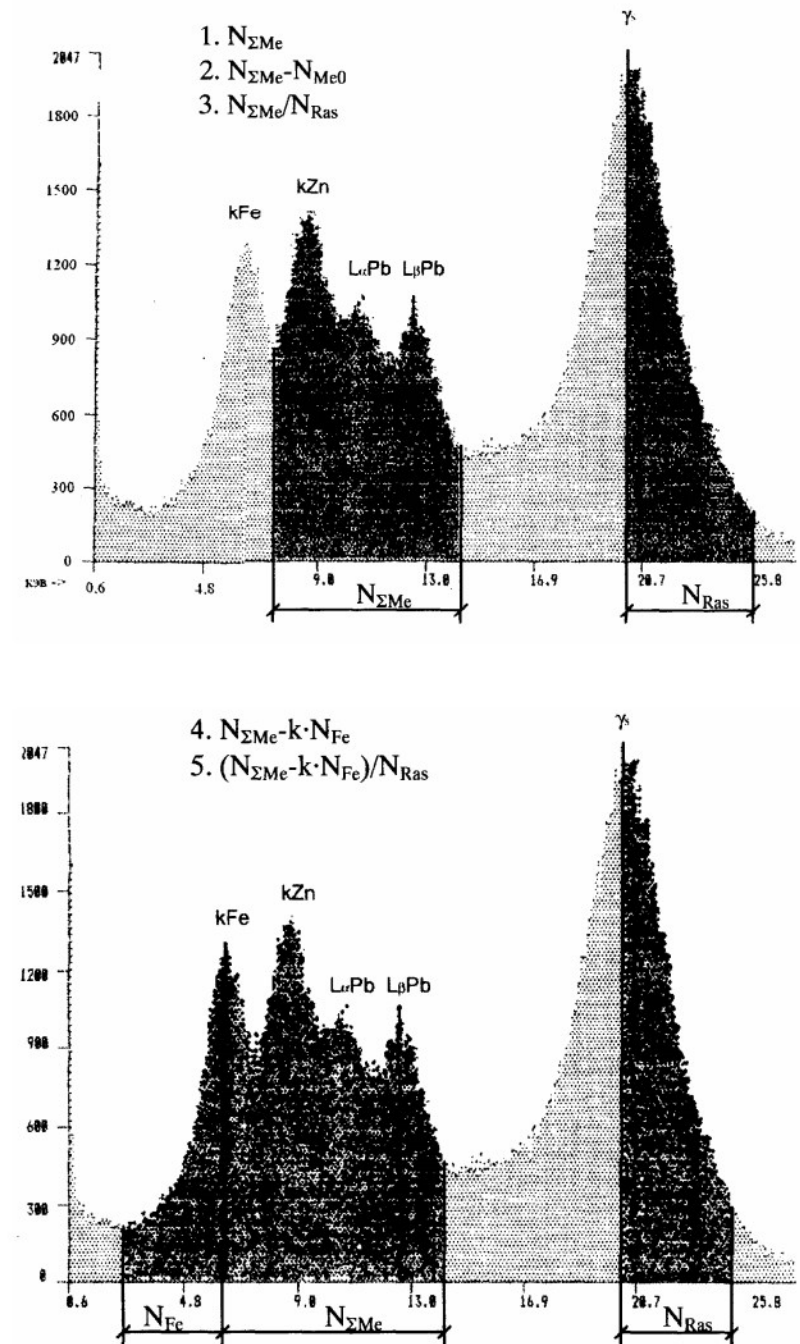 γs
1. NΣMe
2. NΣMe-NMe0
3. NΣMe/NRas
2047
1800
1500
1200
900
600
300
0
kFe
kZn
LαPb
LβPb
кэв ->
0.6
4.8
9.0
13.0
16.9
20.7
25.8
NΣMe
NRas
γs
4. NΣMe-k·NFe
5. (NΣMe-k·NFe)/NRas
2047
1800
1500
1200
900
600
300
0
kFe
kZn
LαPb
LβPb
0.6
4.8
9.0
13.0
16.9
20.7
25.8
NFe
NΣMe
NRas